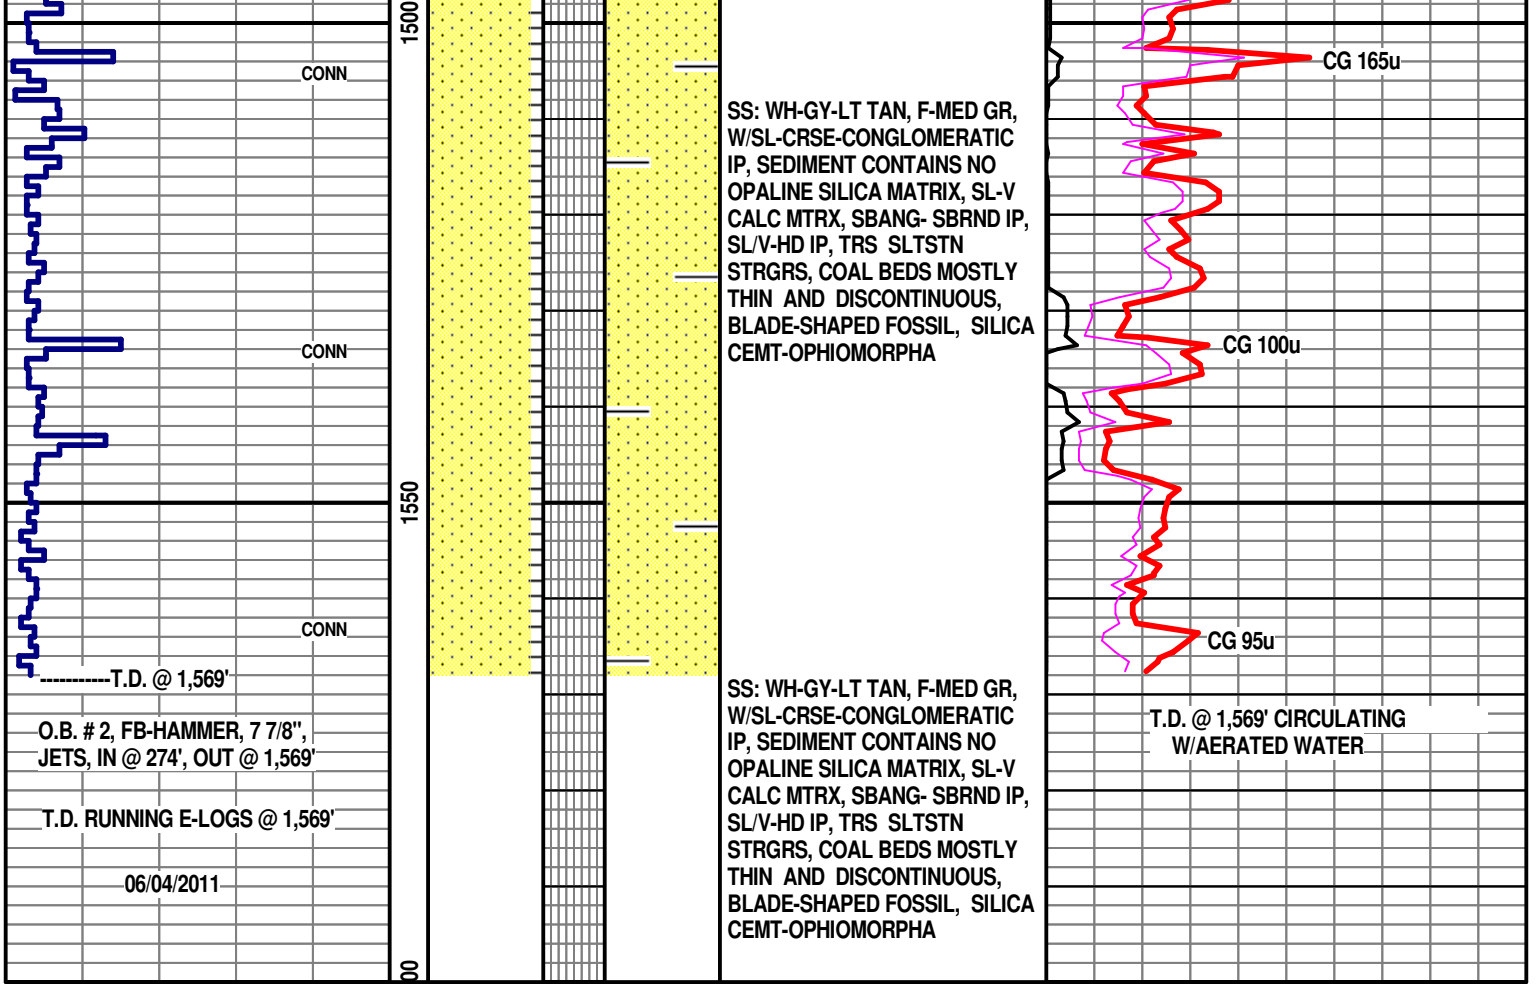 1500
CONN
CG 165u
SS: WH-GY-LT TAN, F-MED GR,
W/SL-CRSE-CONGLOMERATIC
IP, SEDIMENT CONTAINS NO
OPALINE SILICA MATRIX, SL-V
CALC MTRX, SBANG- SBRND IP,
SL/V-HD IP, TRS SLTSTN
STRGRS, COAL BEDS MOSTLY
THIN AND DISCONTINUOUS,
BLADE-SHAPED FOSSIL, SILICA
CEMT-OPHIOMORPHA
CONN
CG 100u
1550
CONN
CG 95u
-----------T.D. @ 1,569'
O.B. # 2, FB-HAMMER, 7 7/8",
JETS, IN @ 274', OUT @ 1,569'
T.D. RUNNING E-LOGS @ 1,569'
06/04/2011
SS: WH-GY-LT TAN, F-MED GR,
W/SL-CRSE-CONGLOMERATIC
IP, SEDIMENT CONTAINS NO
OPALINE SILICA MATRIX, SL-V
CALC MTRX, SBANG- SBRND IP,
SL/V-HD IP, TRS SLTSTN
STRGRS, COAL BEDS MOSTLY
THIN AND DISCONTINUOUS,
BLADE-SHAPED FOSSIL, SILICA
CEMT-OPHIOMORPHA
T.D. @ 1,569' CIRCULATING
W/AERATED WATER
00